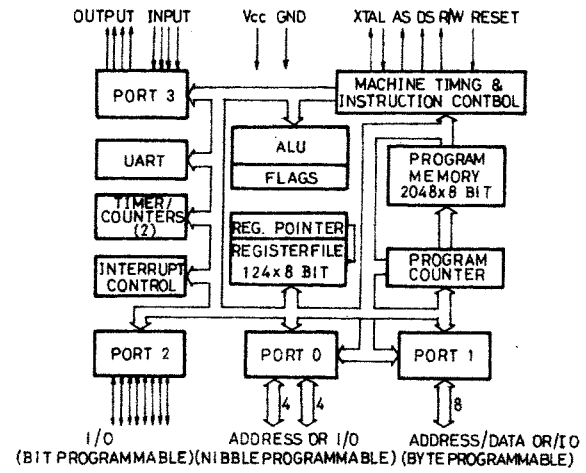 OUTPUT INPUT
Vcc GND
XTAL AS DS R/W RESET
PORT 3
MACHINE TIMNG &
INSTRUCTION CONTBOL
ALU
FLAGS
UART
PROGRAM
MEMORY
2048x8 BIT
TIMER/
COUNTERS
(2)
REG. POINTER
REGISTERFILE
124x8 BIT
INTERRUPT
CONTROL
PROGRAM
COUNTER
PORT 2
PORT 0
PORT 1
4
4
8
I/O
(BIT PROGRAMMABLE)
ADDRESS OR I/O
(NIBBLE PROGRAMMABLE)
ADDRESS/DATA OR/IO
(BYTE PROGRAMMABLE)